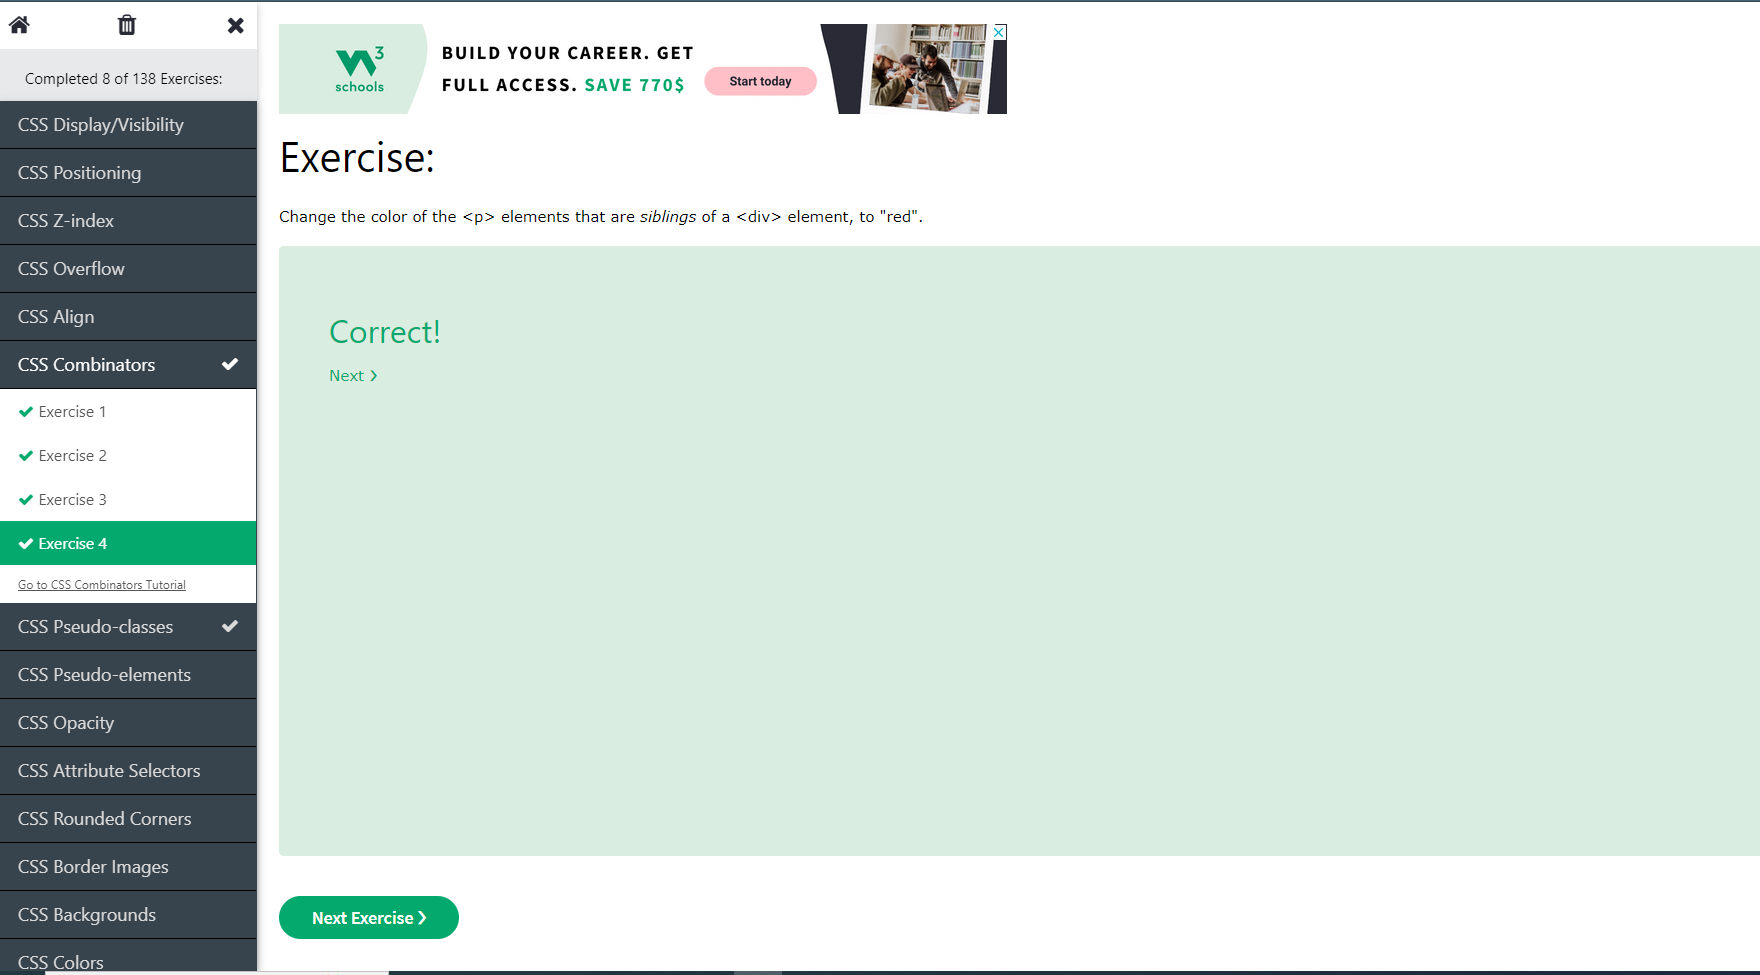 Completed 8 of 138 Exercises:
CSS Display/Visibility
CSS Positioning
CSS Z-index
CSS Overflow
CSS Align
CSS Combinators
Exercise 1
Exercise 2
Exercise 3
Exercise 4
Go to CSS Combinators Tutorial
CSS Pseudo-classes
CSS Pseudo-elements
CSS Opacity
CSS Attribute Selectors
CSS Rounded Corners
CSS Border Images
CSS Backgrounds
CSS Colors
W3
schools
BUILD YOUR CAREER. GET
FULL ACCESS. SAVE 770$
Start today
Exercise:
Change the color of the <p> elements that are siblings of a <div> element, to "red".
Correct!
Next ❯
Next Exercise ❯